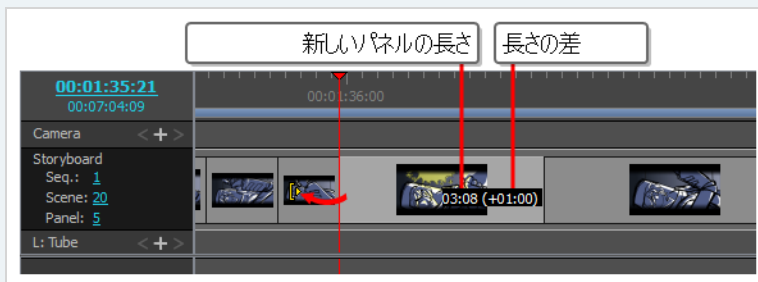 新しいパネルの長さ
長さの差
00:01:35:21
00:07:04:09
00:01:36:00
Camera < + >
Storyboard
Seq.: 1
Scene: 20
Panel: 5
03:08 (+01:00)
L: Tube < + >